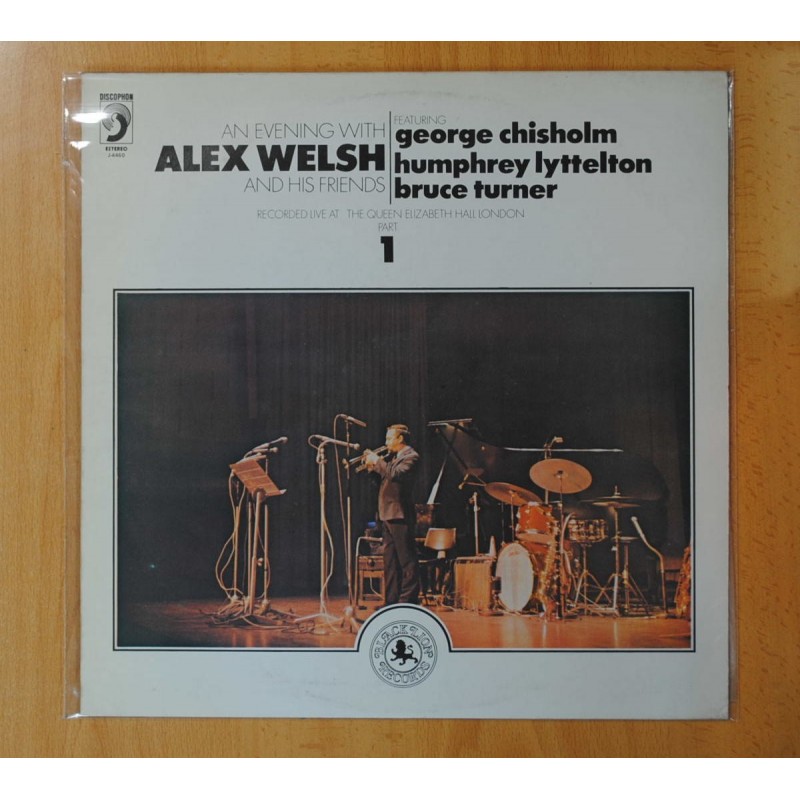 DISCOPHON
ESTEREO
AN EVENING WITH
ALEX WELSH
AND HIS FRIENDS
FEATURING
george chisholm
humphrey lyttelton
bruce turner
RECORDED LIVE AT THE QUEEN ELIZABETH HALL LONDON
PART
1
BLACK LION
RECORDS